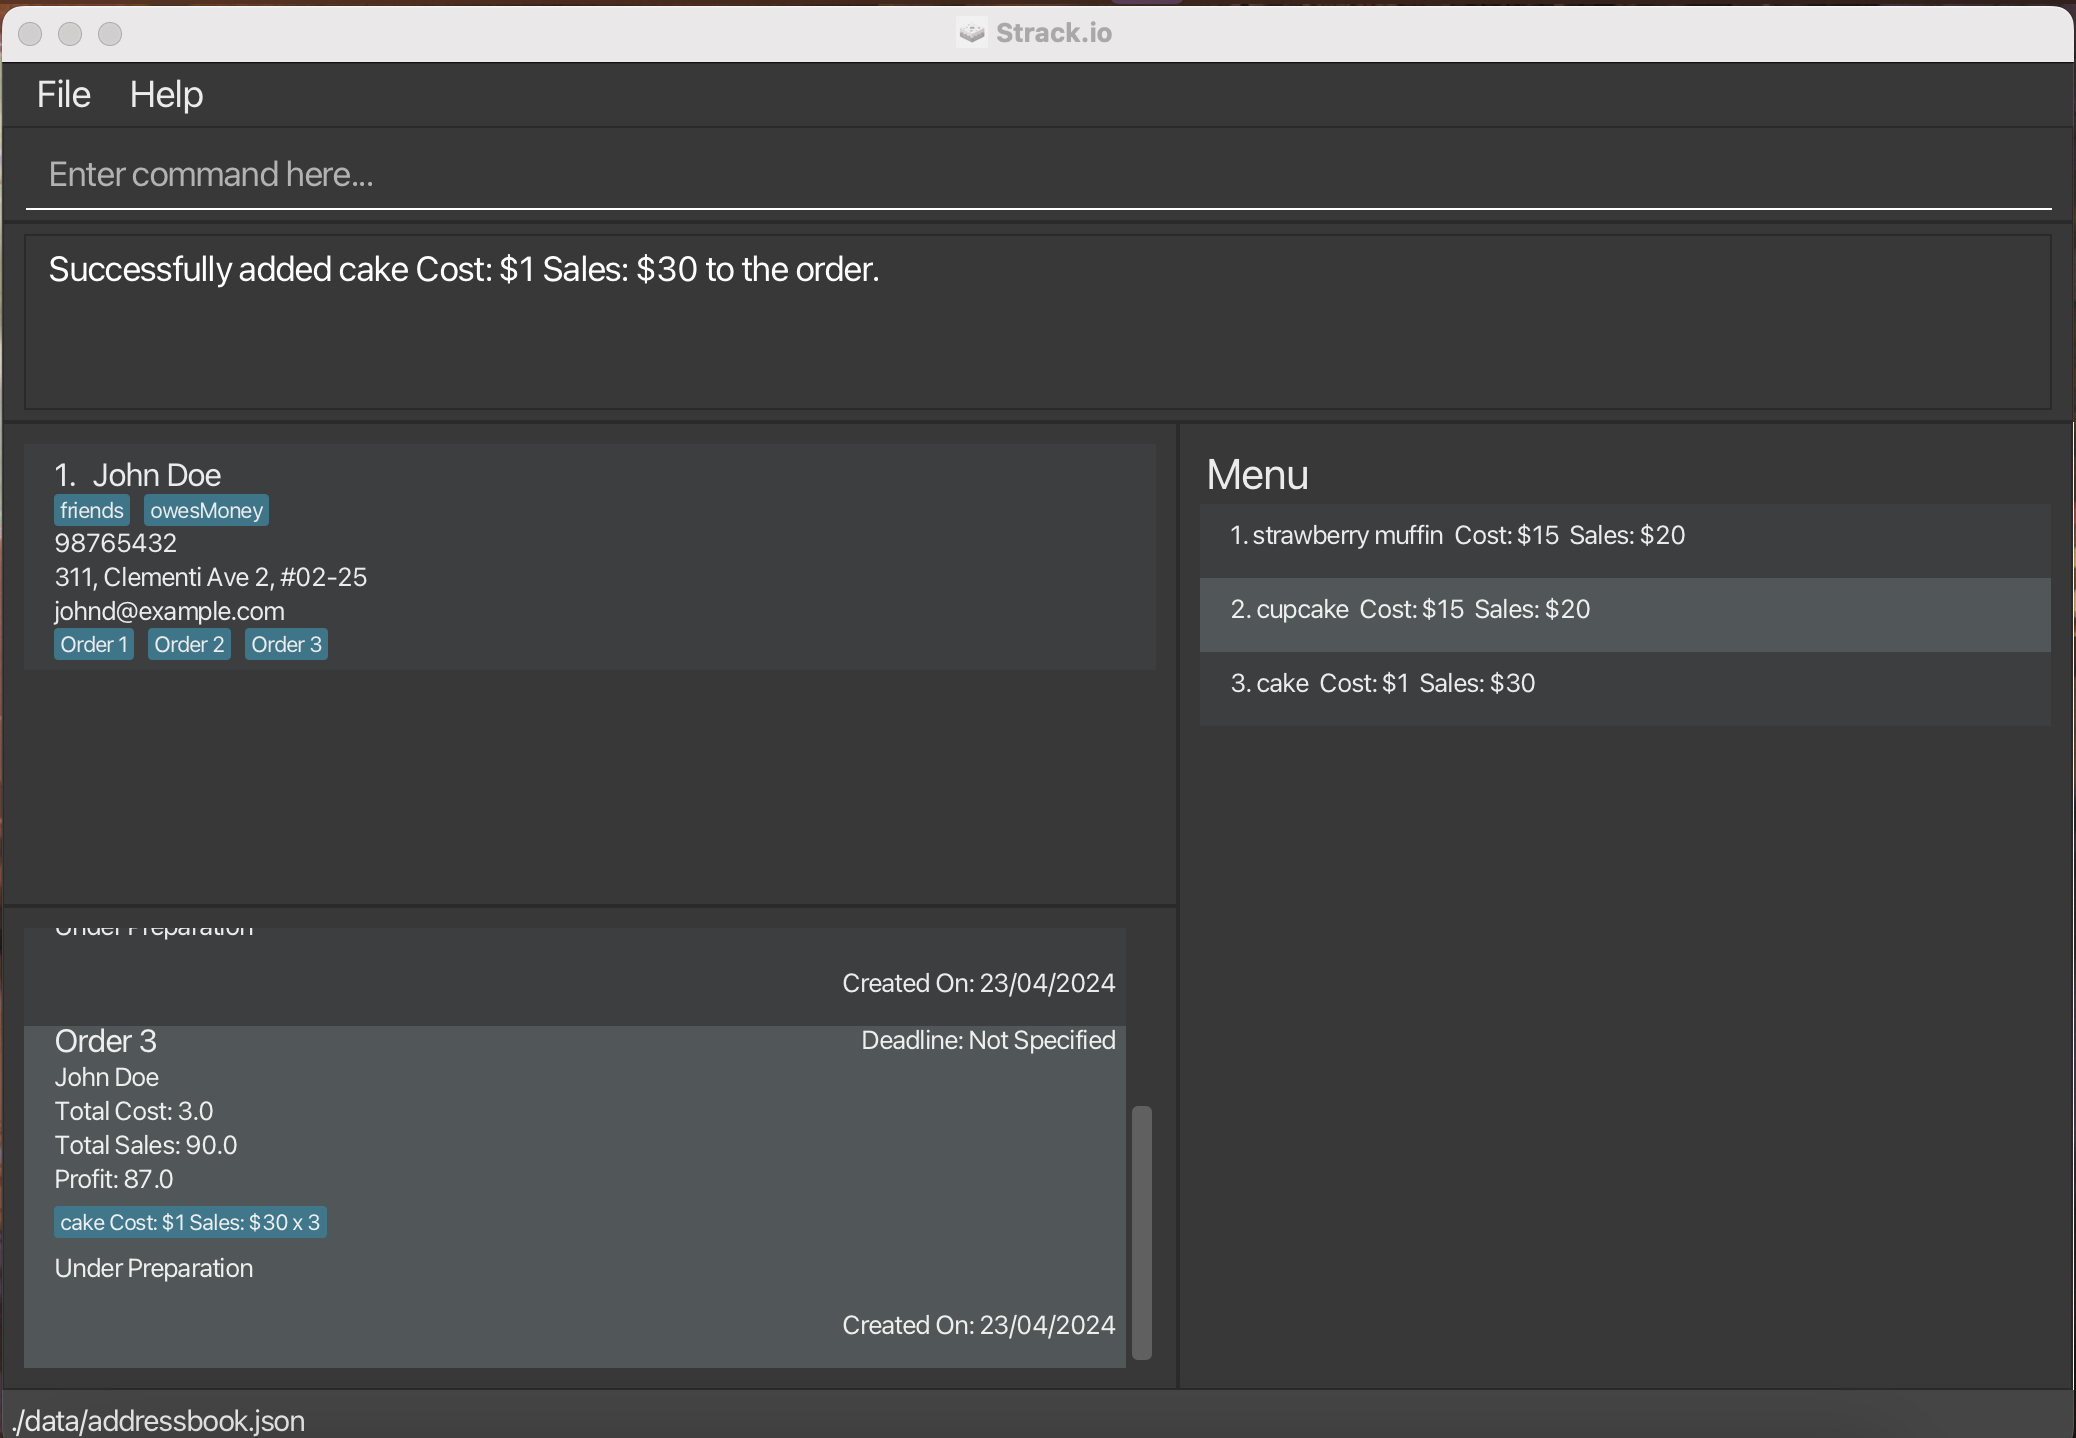 Strack.io
File Help
Enter command here...
Successfully added cake Cost: $1 Sales: $30 to the order.
1. John Doe
friends owesMoney
98765432
311, Clementi Ave 2, #02-25
johnd@example.com
Order 1 Order 2 Order 3
Menu
1. strawberry muffin Cost: $15 Sales: $20
2. cupcake Cost: $15 Sales: $20
3. cake Cost: $1 Sales: $30
Under Preparation
Created On: 23/04/2024
Order 3 Deadline: Not Specified
John Doe
Total Cost: 3.0
Total Sales: 90.0
Profit: 87.0
cake Cost: $1 Sales: $30 x 3
Under Preparation
Created On: 23/04/2024
./data/addressbook.json